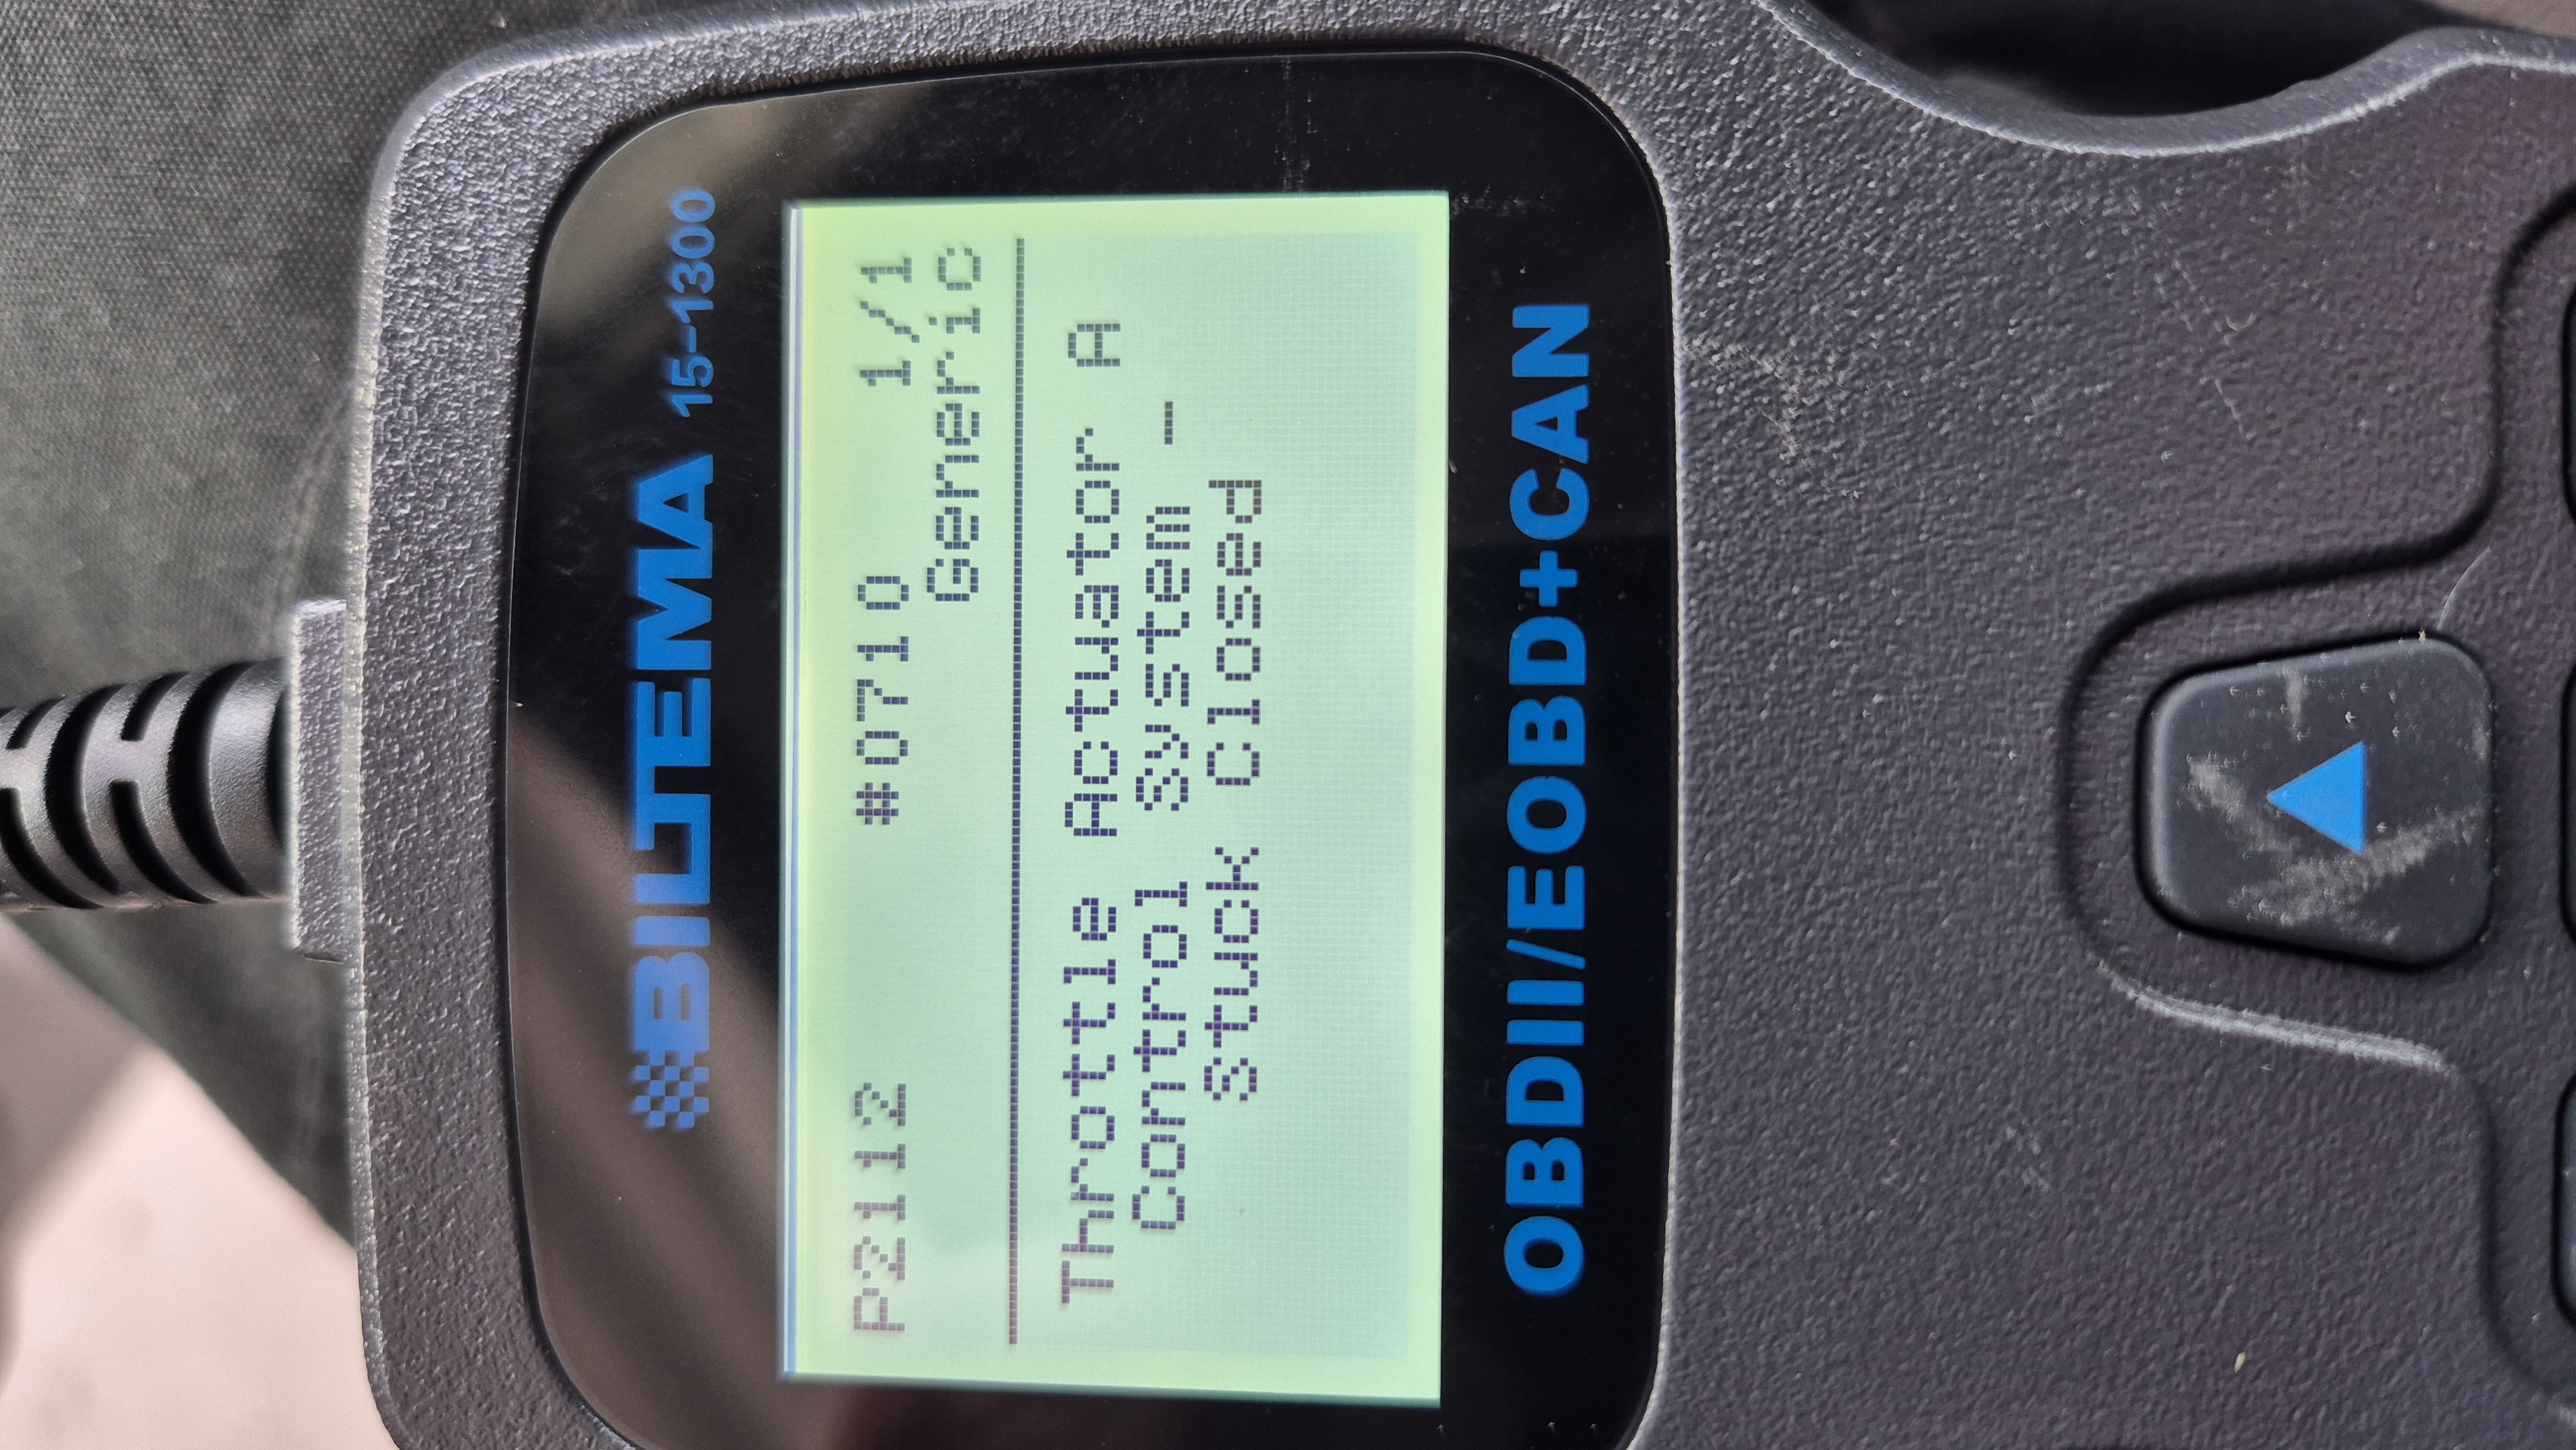 BILTEMA 15-1300
P2112 #0710 1/1
Generic
Throttle Actuator A
Control System -
Stuck Closed
OBDII/EOBD+CAN